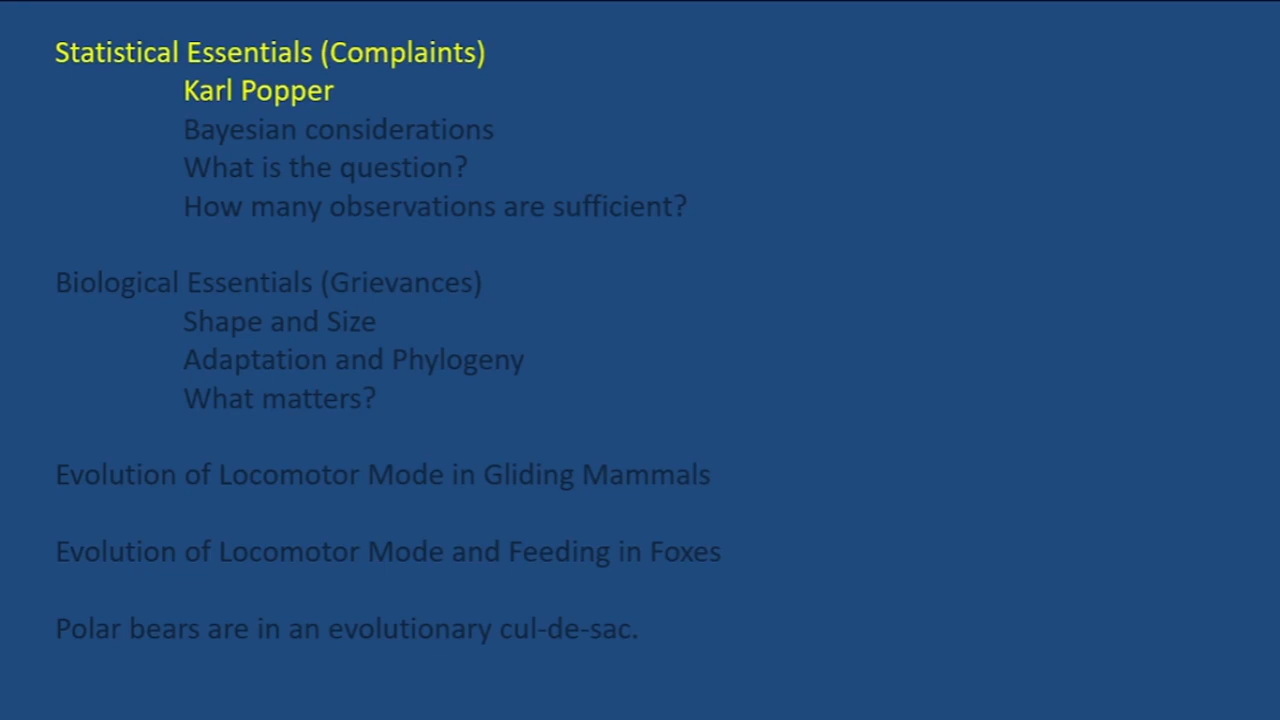 Statistical Essentials (Complaints)
Karl Popper
Bayesian considerations
What is the question?
How many observations are sufficient?
Biological Essentials (Grievances)
Shape and Size
Adaptation and Phylogeny
What matters?
Evolution of Locomotor Mode in Gliding Mammals
Evolution of Locomotor Mode and Feeding in Foxes
Polar bears are in an evolutionary cul-de-sac.